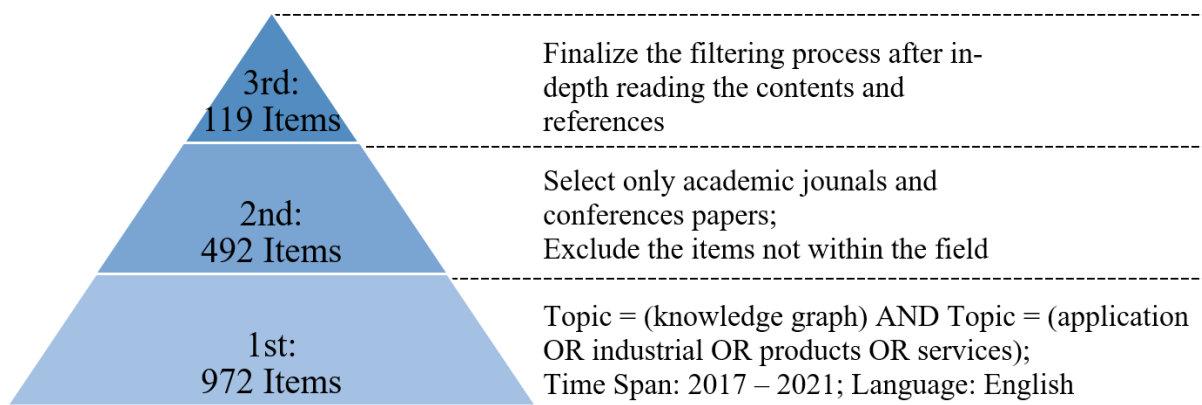 3rd:
119 Items
Finalize the filtering process after in-
depth reading the contents and
references
2nd:
492 Items
Select only academic jounals and
conferences papers;
Exclude the items not within the field
1st:
972 Items
Topic = (knowledge graph) AND Topic = (application
OR industrial OR products OR services);
Time Span: 2017 – 2021; Language: English